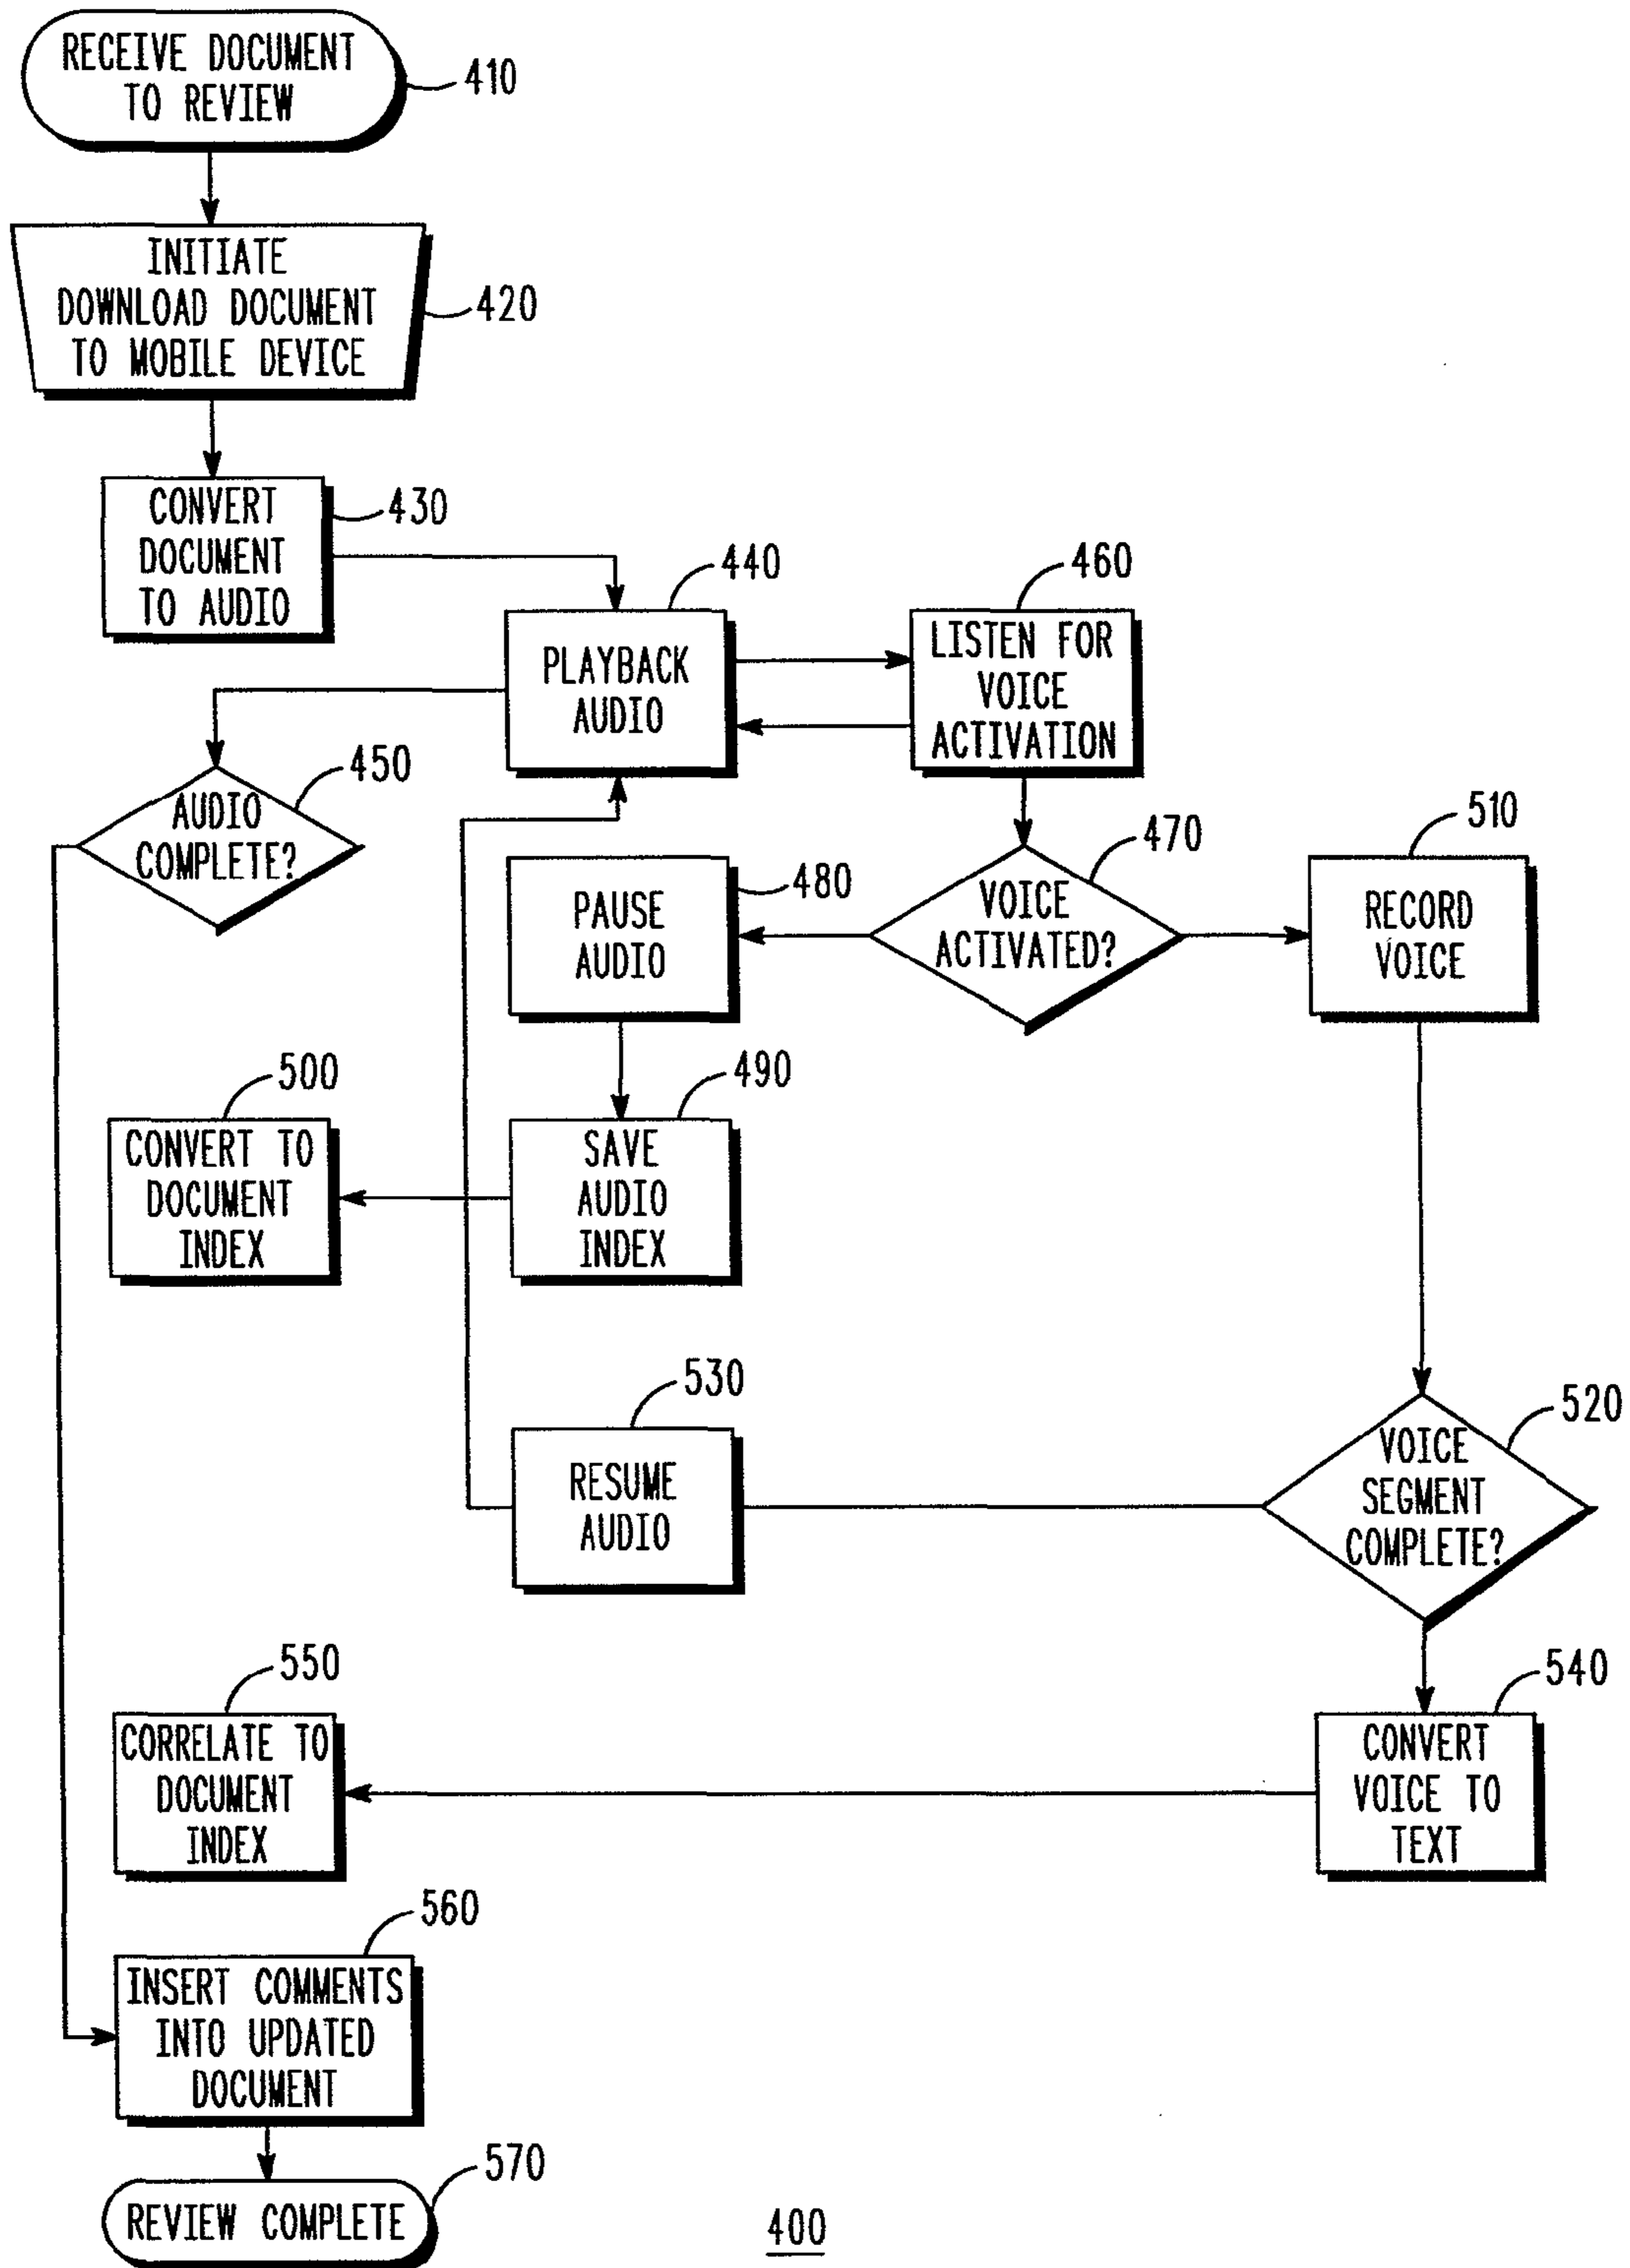 RECEIVE DOCUMENT
TO REVIEW
410
INITIATE
DOWNLOAD DOCUMENT
TO MOBILE DEVICE
420
CONVERT
DOCUMENT
TO AUDIO
430
PLAYBACK
AUDIO
440
LISTEN FOR
VOICE
ACTIVATION
460
AUDIO
COMPLETE?
450
PAUSE
AUDIO
480
VOICE
ACTIVATED?
470
RECORD
VOICE
510
CONVERT TO
DOCUMENT
INDEX
500
SAVE
AUDIO
INDEX
490
RESUME
AUDIO
530
VOICE
SEGMENT
COMPLETE?
520
CORRELATE TO
DOCUMENT
INDEX
550
CONVERT
VOICE TO
TEXT
540
INSERT COMMENTS
INTO UPDATED
DOCUMENT
560
REVIEW COMPLETE
570
400